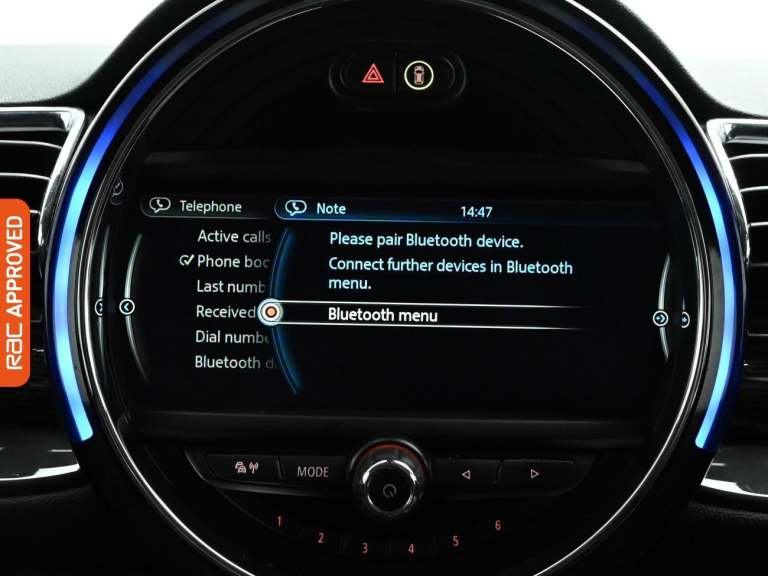 Telephone
Note
14:47
Active calls
Phone boo
Last numb
Received
Dial numbe
Bluetooth d
Please pair Bluetooth device.
Connect further devices in Bluetooth
menu.
Bluetooth menu
RAC APPROVED
MODE
1 2 3 4 5 6